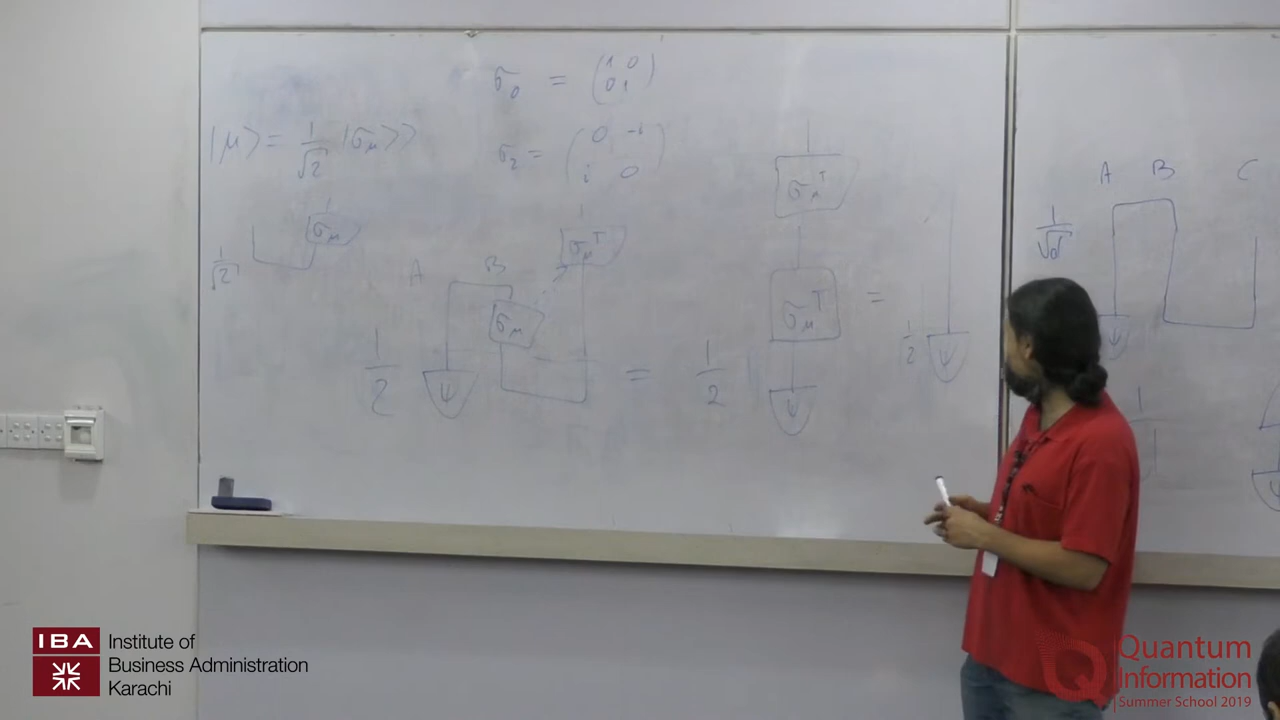 σ₀ = (1 0
0 1)
|μ⟩ = 1/√2 |σμ⟩⟩
σ₂ = (0 -i
i 0)
1/√2 σμ
A B
1/2 ψ σμ σμᵀ
= 1/2 ψ σμᵀ σμᵀ
= 1/2 ψ
A B C
1/√d ψ
IBA
Institute of
Business Administration
Karachi
Quantum
Information
Summer School 2019